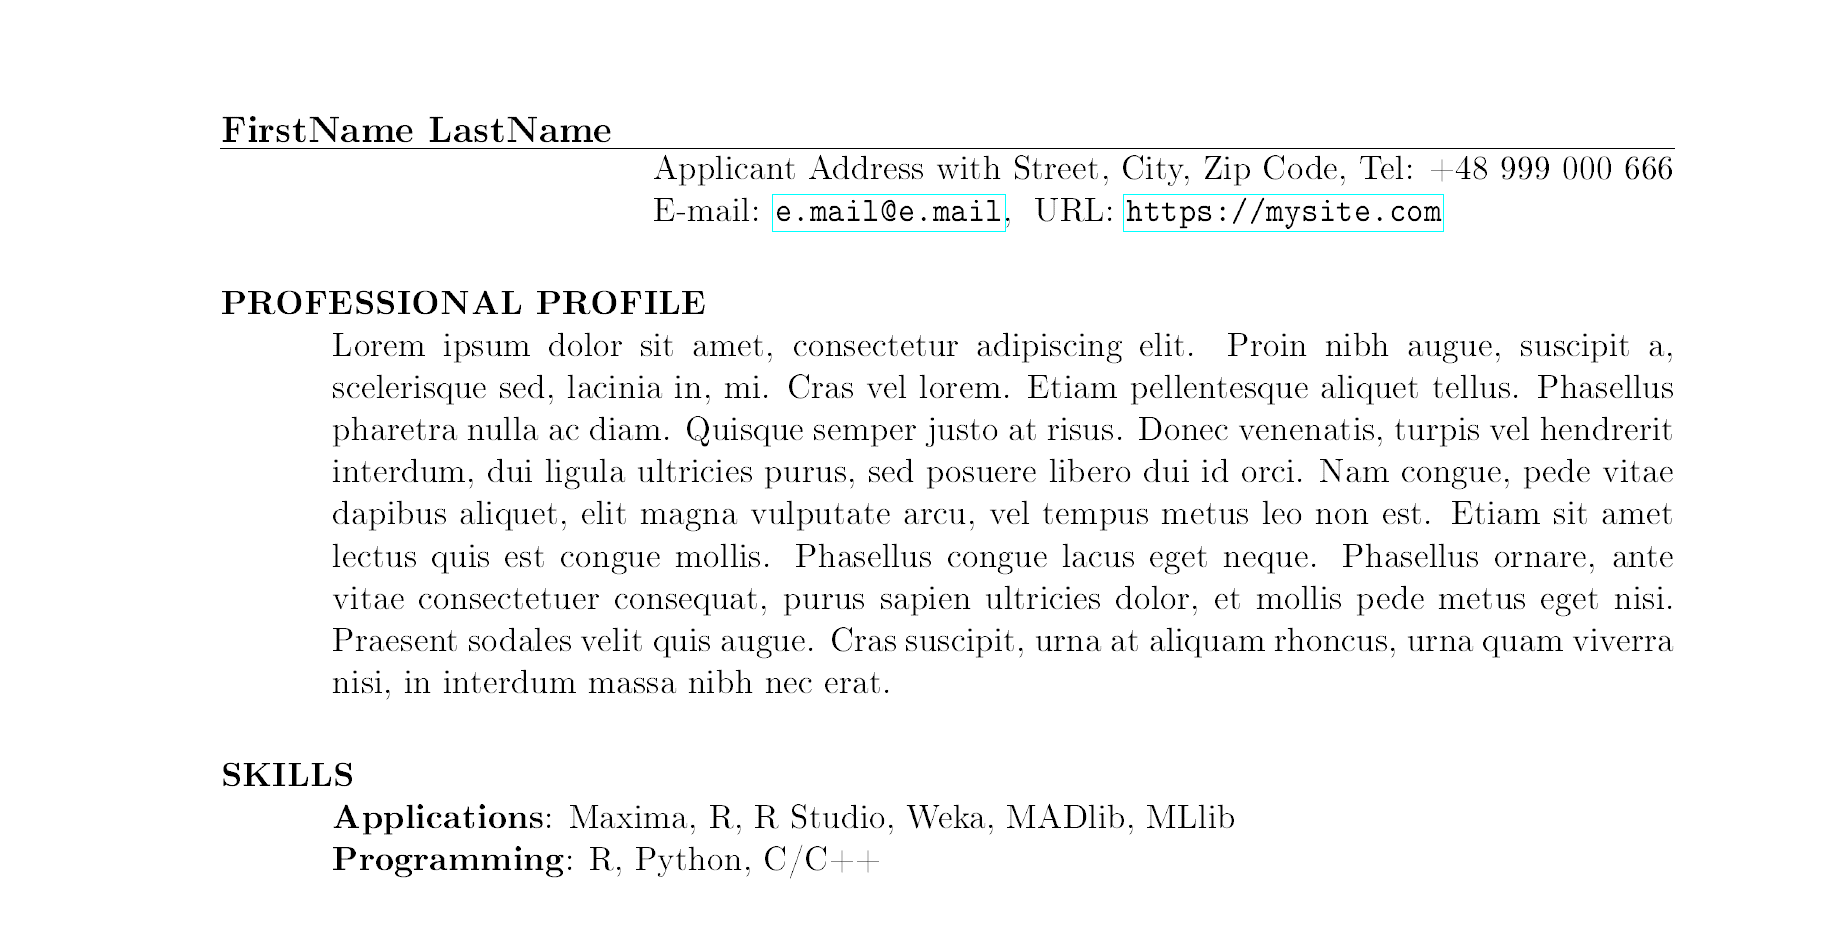 FirstName LastName
Applicant Address with Street, City, Zip Code, Tel: +48 999 000 666
E-mail: e.mail@e.mail, URL: https://mysite.com
PROFESSIONAL PROFILE
Lorem ipsum dolor sit amet, consectetur adipiscing elit. Proin nibh augue, suscipit a,
scelerisque sed, lacinia in, mi. Cras vel lorem. Etiam pellentesque aliquet tellus. Phasellus
pharetra nulla ac diam. Quisque semper justo at risus. Donec venenatis, turpis vel hendrerit
interdum, dui ligula ultricies purus, sed posuere libero dui id orci. Nam congue, pede vitae
dapibus aliquet, elit magna vulputate arcu, vel tempus metus leo non est. Etiam sit amet
lectus quis est congue mollis. Phasellus congue lacus eget neque. Phasellus ornare, ante
vitae consectetuer consequat, purus sapien ultricies dolor, et mollis pede metus eget nisi.
Praesent sodales velit quis augue. Cras suscipit, urna at aliquam rhoncus, urna quam viverra
nisi, in interdum massa nibh nec erat.
SKILLS
Applications: Maxima, R, R Studio, Weka, MADlib, MLlib
Programming: R, Python, C/C++